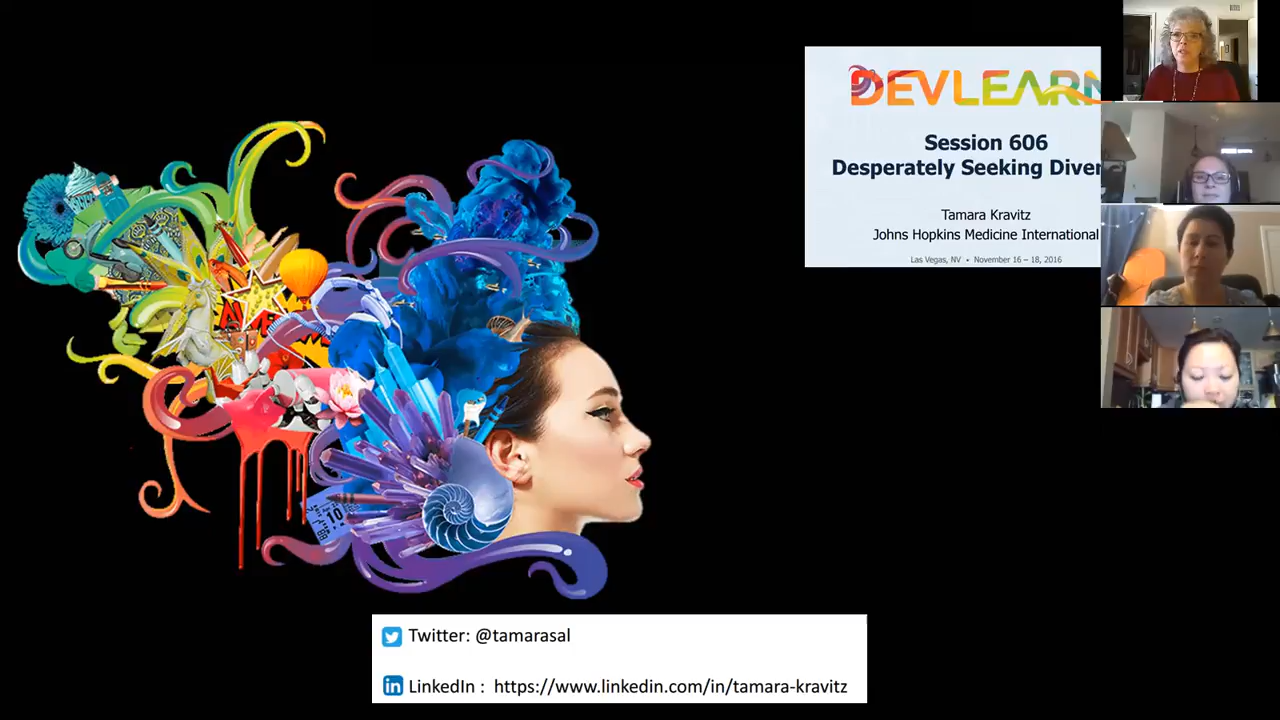 DEVLEARN
Session 606
Desperately Seeking Diver
Tamara Kravitz
Johns Hopkins Medicine International
Las Vegas, NV • November 16 – 18, 2016
10
Twitter: @tamarasal
LinkedIn : https://www.linkedin.com/in/tamara-kravitz